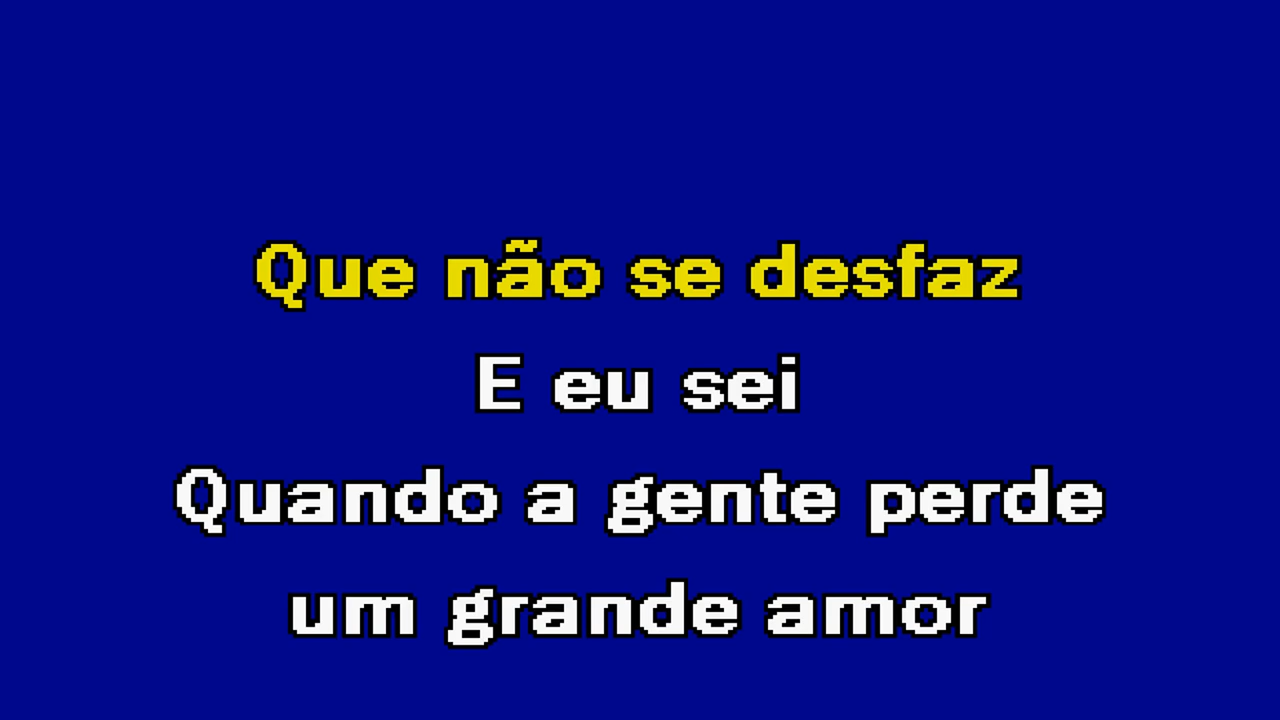 Que não se desfaz
E eu sei
Quando a gente perde
um grande amor